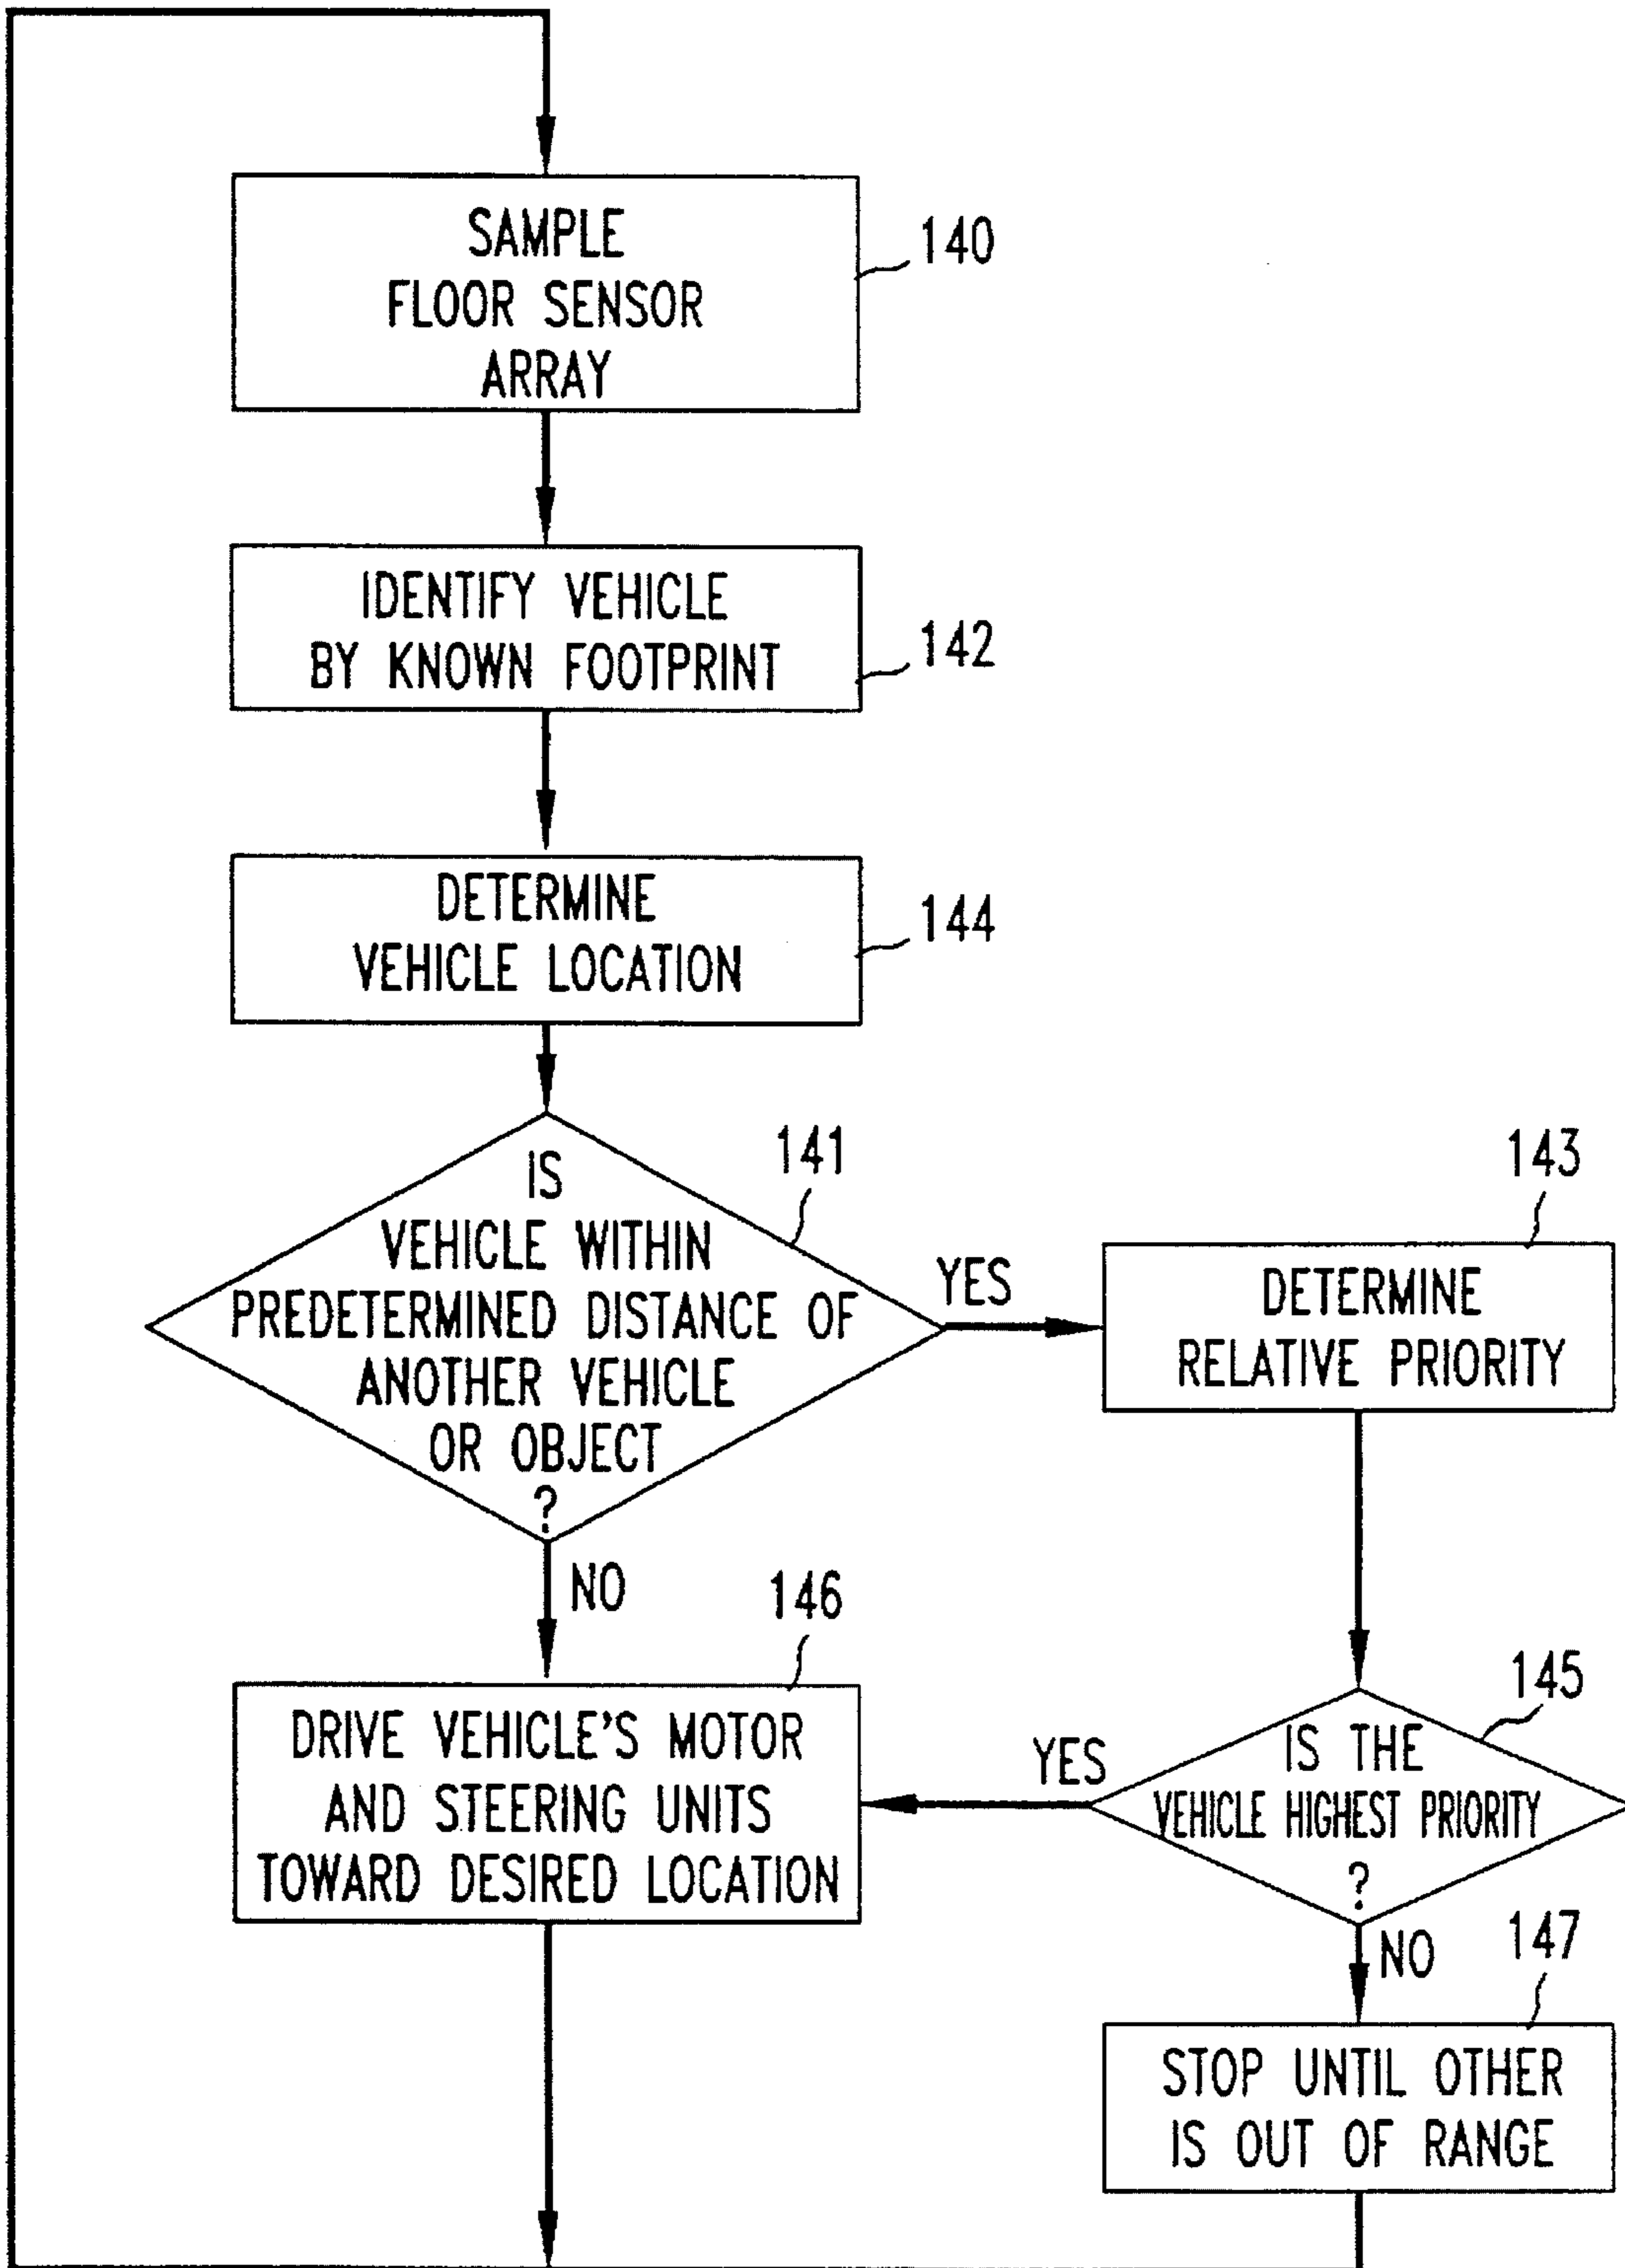 SAMPLE
FLOOR SENSOR
ARRAY
140
IDENTIFY VEHICLE
BY KNOWN FOOTPRINT
142
DETERMINE
VEHICLE LOCATION
144
IS
VEHICLE WITHIN
PREDETERMINED DISTANCE OF
ANOTHER VEHICLE
OR OBJECT
?
141
YES
NO
DETERMINE
RELATIVE PRIORITY
143
DRIVE VEHICLE'S MOTOR
AND STEERING UNITS
TOWARD DESIRED LOCATION
146
YES
IS THE
VEHICLE HIGHEST PRIORITY
?
145
NO
STOP UNTIL OTHER
IS OUT OF RANGE
147